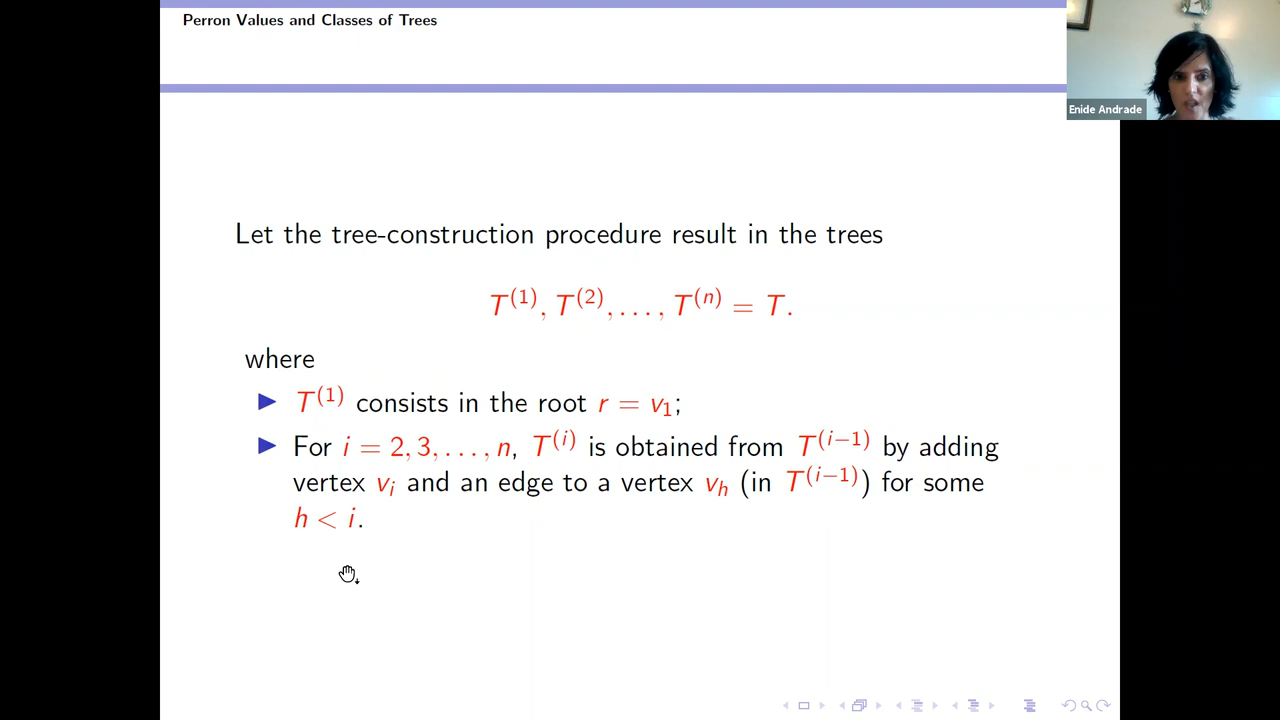 Perron Values and Classes of Trees
Enide Andrade
Let the tree-construction procedure result in the trees
T^{(1)}, T^{(2)}, . . . , T^{(n)} = T.
where
▶ T^{(1)} consists in the root r = v_1;
▶ For i = 2, 3, . . . , n, T^{(i)} is obtained from T^{(i−1)} by adding
vertex v_i and an edge to a vertex v_h (in T^{(i−1)}) for some
h < i.